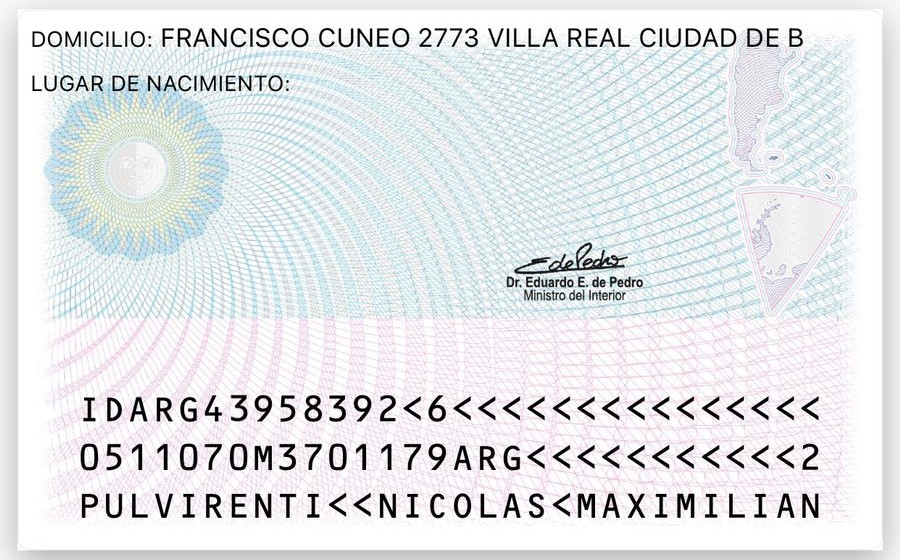 DOMICILIO: FRANCISCO CUNEO 2773 VILLA REAL CIUDAD DE B
LUGAR DE NACIMIENTO:
EdePedro
Dr. Eduardo E. de Pedro
Ministro del Interior
IDARG43958392<6<<<<<<<<<<<<<<<
0511070M3701179ARG<<<<<<<<<<<2
PULVIRENTI<<NICOLAS<MAXIMILIAN